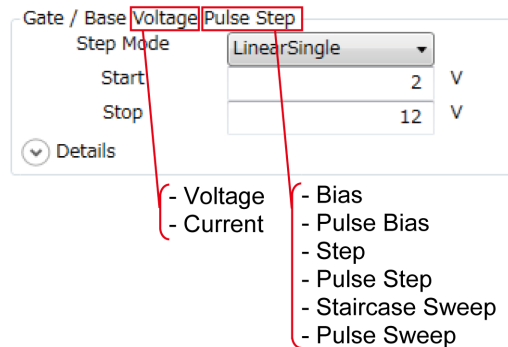 Gate / Base Voltage Pulse Step
Step Mode LinearSingle
Start 2 V
Stop 12 V
Details
- Voltage
- Current
- Bias
- Pulse Bias
- Step
- Pulse Step
- Staircase Sweep
- Pulse Sweep